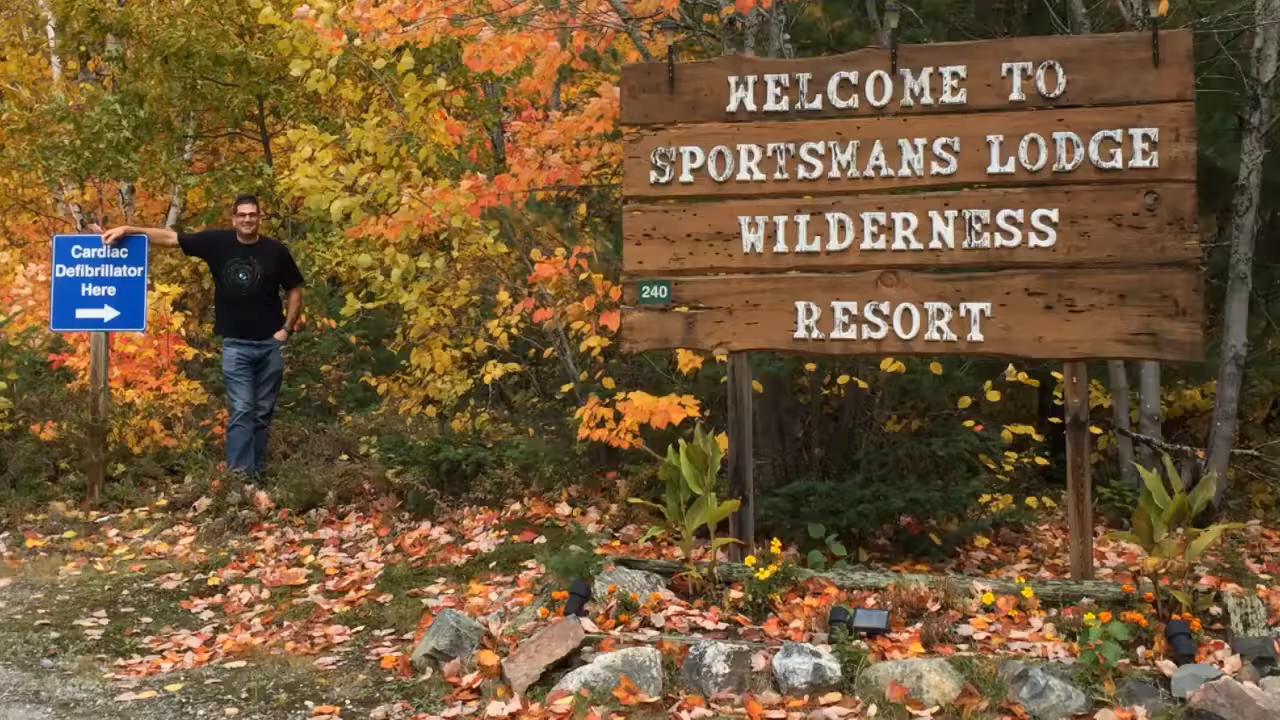 Cardiac
Defibrillator
Here
WELCOME TO
SPORTSMANS LODGE
WILDERNESS
240
RESORT